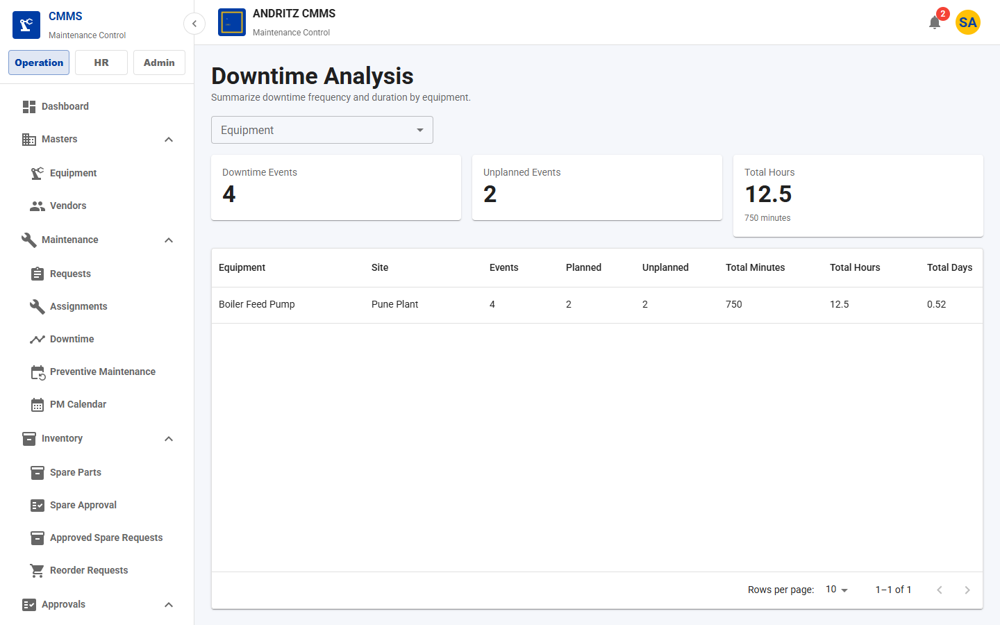 CMMS
Maintenance Control
Operation
HR
Admin
Dashboard
Masters
Equipment
Vendors
Maintenance
Requests
Assignments
Downtime
Preventive Maintenance
PM Calendar
Inventory
Spare Parts
Spare Approval
Approved Spare Requests
Reorder Requests
Approvals
ANDRITZ CMMS
Maintenance Control
2
SA
Downtime Analysis
Summarize downtime frequency and duration by equipment.
Equipment
Downtime Events
4
Unplanned Events
2
Total Hours
12.5
750 minutes
Equipment Site Events Planned Unplanned Total Minutes Total Hours Total Days
Boiler Feed Pump Pune Plant 4 2 2 750 12.5 0.52
Rows per page: 10 1–1 of 1